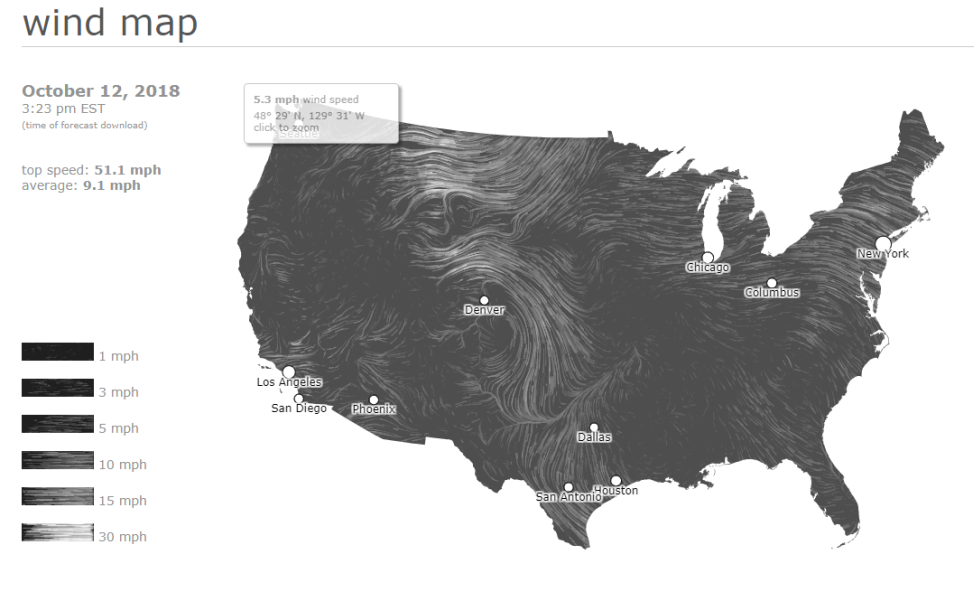 wind map
October 12, 2018
3:23 pm EST
(time of forecast download)
top speed: 51.1 mph
average: 9.1 mph
5.3 mph wind speed
48° 29' N, 129° 31' W
click to zoom
Seattle
New York
Chicago
Columbus
Denver
Los Angeles
San Diego
Phoenix
Dallas
San Antonio
Houston
1 mph
3 mph
5 mph
10 mph
15 mph
30 mph